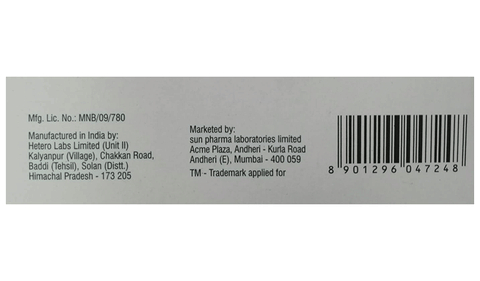 Mfg. Lic. No.: MNB/09/780
Manufactured in India by:
Hetero Labs Limited (Unit II)
Kalyanpur (Village), Chakkan Road,
Baddi (Tehsil), Solan (Distt.)
Himachal Pradesh - 173 205
Marketed by:
sun pharma laboratories limited
Acme Plaza, Andheri - Kurla Road
Andheri (E), Mumbai - 400 059
TM - Trademark applied for
8 901296 047248